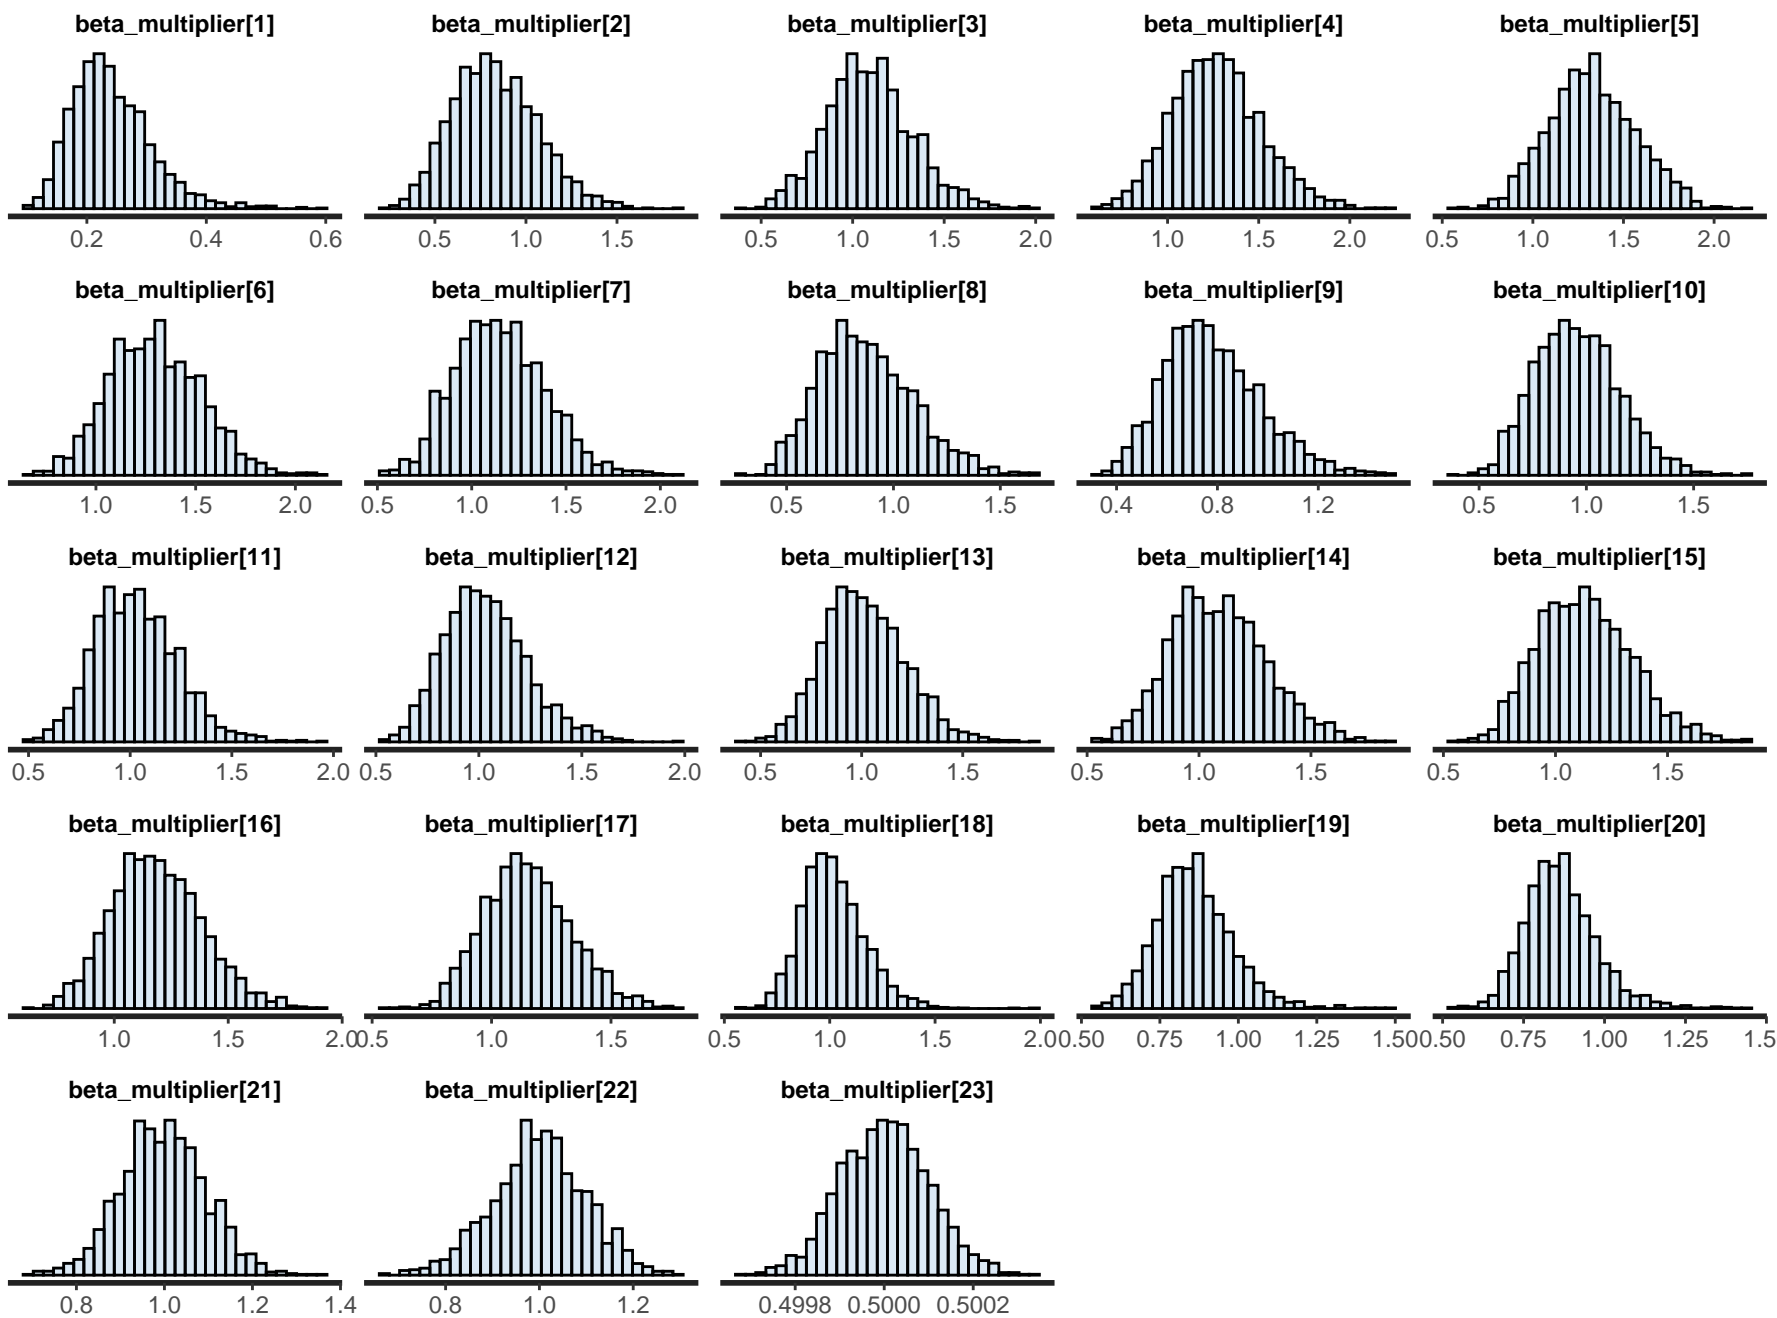 beta_multiplier[1] beta_multiplier[2] beta_multiplier[3] beta_multiplier[4] beta_multiplier[5]
0.2 0.4 0.6 0.5 1.0 1.5 0.5 1.0 1.5 2.0 1.0 1.5 2.0 0.5 1.0 1.5 2.0
beta_multiplier[6] beta_multiplier[7] beta_multiplier[8] beta_multiplier[9] beta_multiplier[10]
1.0 1.5 2.0 0.5 1.0 1.5 2.0 0.5 1.0 1.5 0.4 0.8 1.2 0.5 1.0 1.5
beta_multiplier[11] beta_multiplier[12] beta_multiplier[13] beta_multiplier[14] beta_multiplier[15]
0.5 1.0 1.5 2.0 0.5 1.0 1.5 2.0 0.5 1.0 1.5 0.5 1.0 1.5 0.5 1.0 1.5
beta_multiplier[16] beta_multiplier[17] beta_multiplier[18] beta_multiplier[19] beta_multiplier[20]
1.0 1.5 2.0 0.5 1.0 1.5 0.5 1.0 1.5 2.0 0.50 0.75 1.00 1.25 1.50 0.50 0.75 1.00 1.25 1.5
beta_multiplier[21] beta_multiplier[22] beta_multiplier[23]
0.8 1.0 1.2 1.4 0.8 1.0 1.2 0.4998 0.5000 0.5002